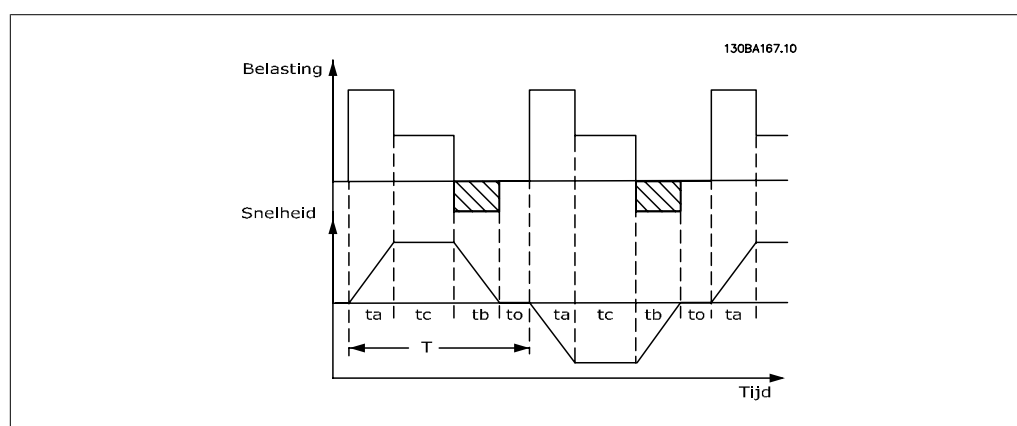 130BA167.10
Belasting
Snelheid
ta tc tb to ta tc tb to ta
T
Tijd